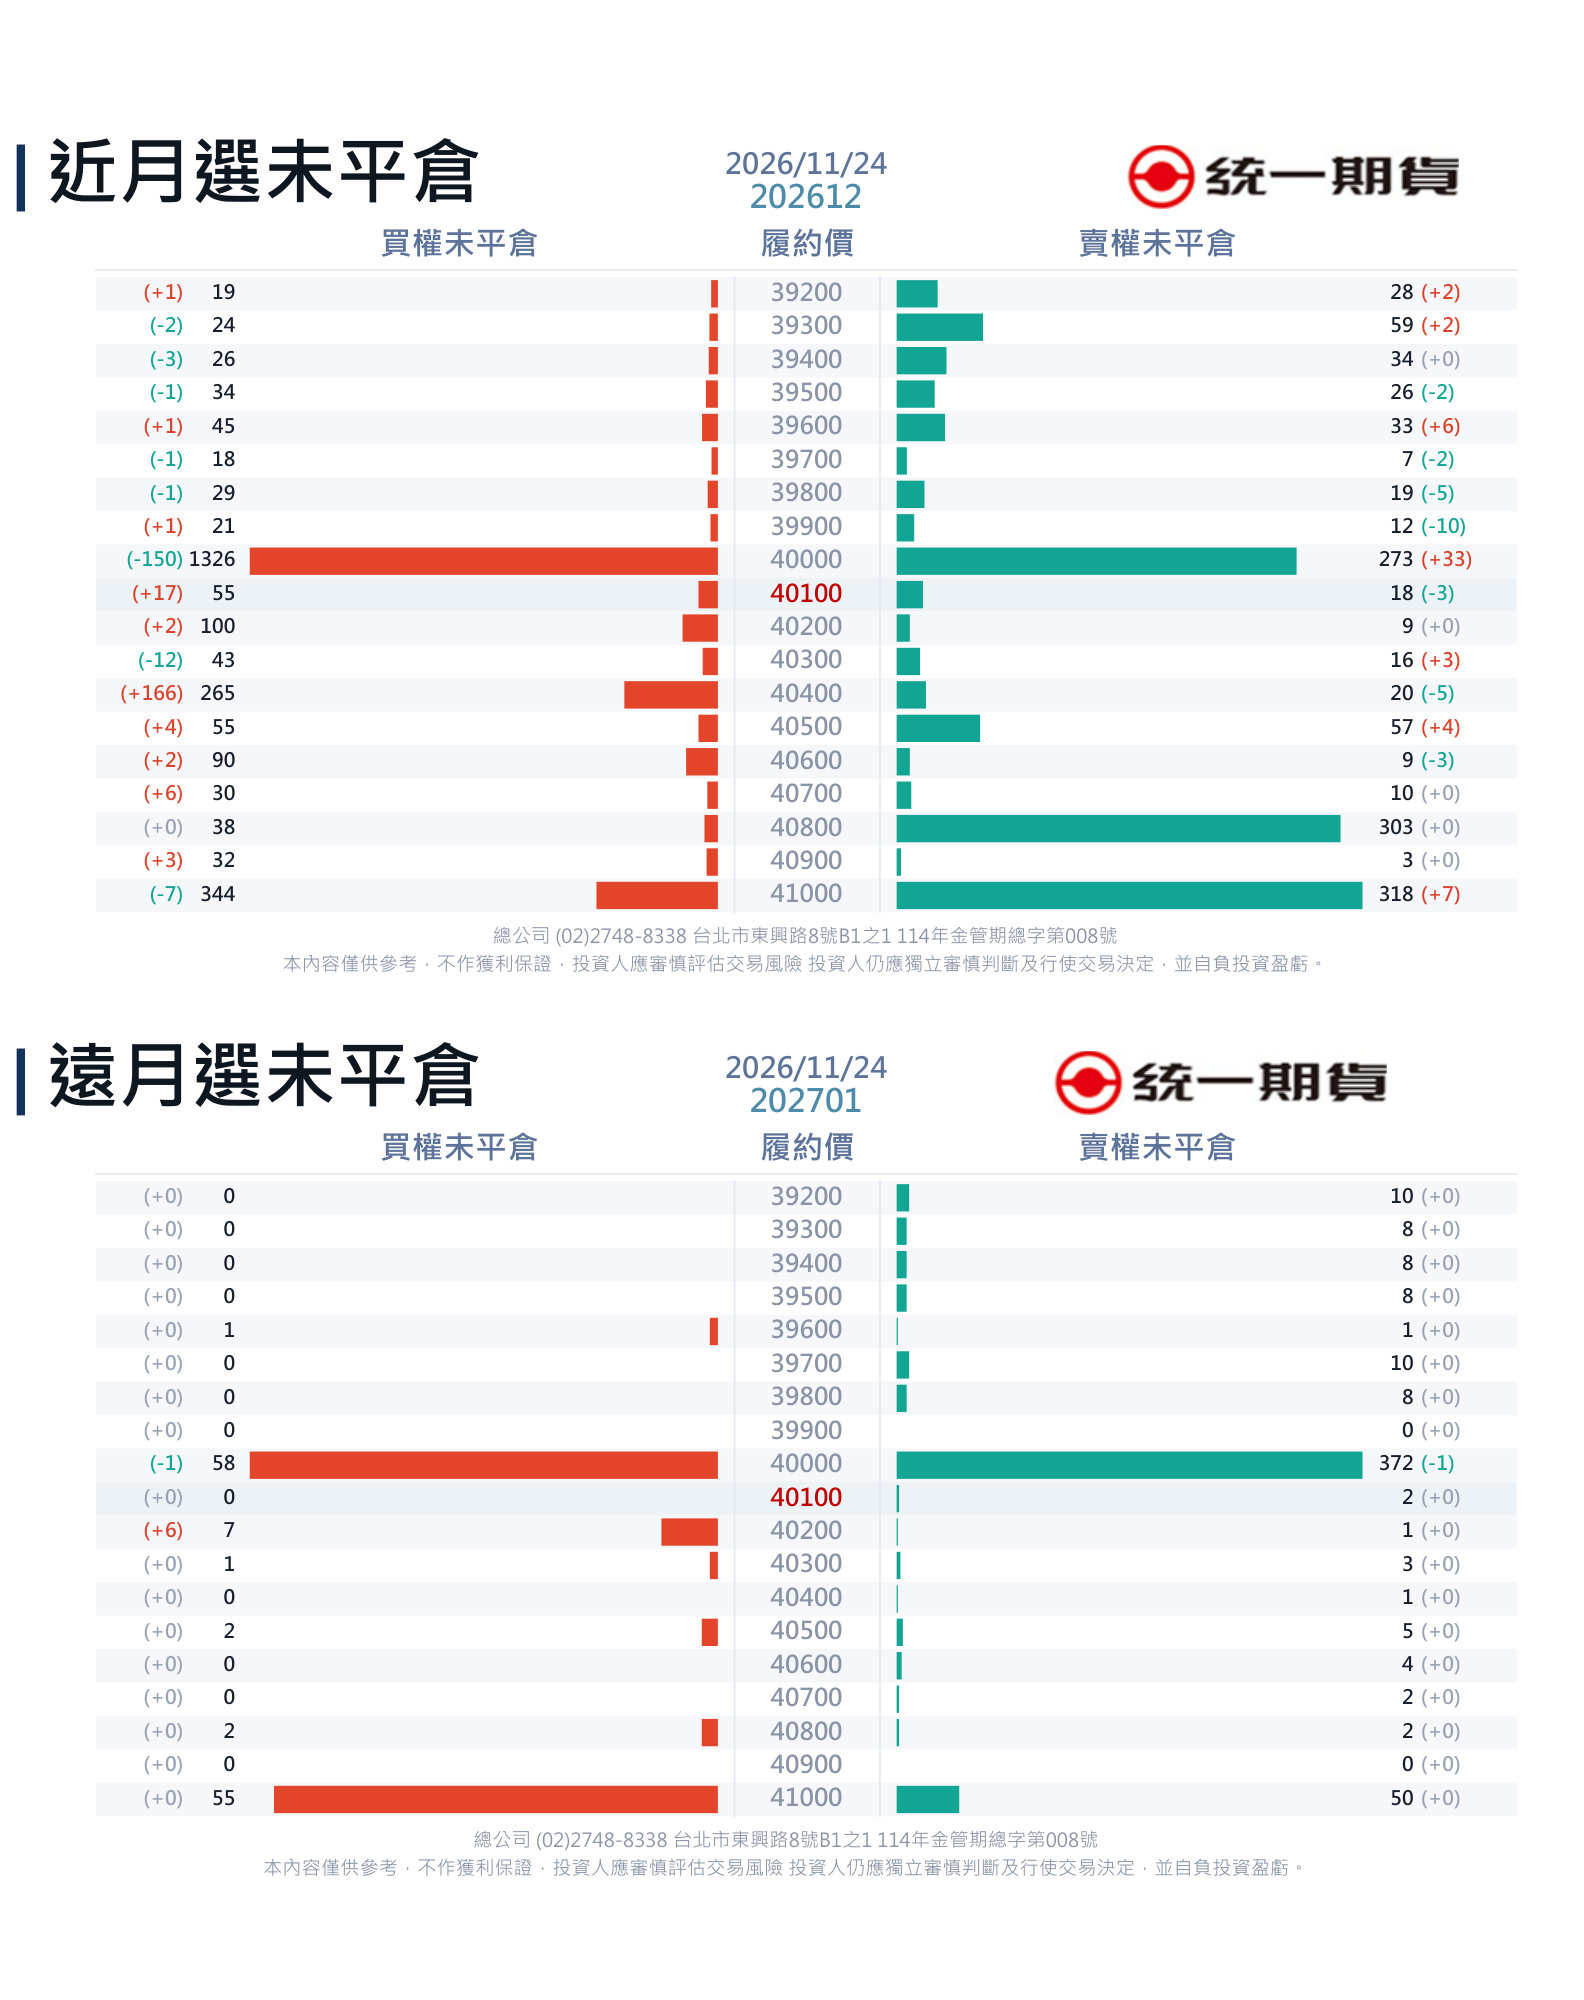 近月選未平倉
2026/11/24
202612
統一期貨
買權未平倉 履約價 賣權未平倉
(+1) 19 39200 28 (+2)
(-2) 24 39300 59 (+2)
(-3) 26 39400 34 (+0)
(-1) 34 39500 26 (-2)
(+1) 45 39600 33 (+6)
(-1) 18 39700 7 (-2)
(-1) 29 39800 19 (-5)
(+1) 21 39900 12 (-10)
(-150) 1326 40000 273 (+33)
(+17) 55 40100 18 (-3)
(+2) 100 40200 9 (+0)
(-12) 43 40300 16 (+3)
(+166) 265 40400 20 (-5)
(+4) 55 40500 57 (+4)
(+2) 90 40600 9 (-3)
(+6) 30 40700 10 (+0)
(+0) 38 40800 303 (+0)
(+3) 32 40900 3 (+0)
(-7) 344 41000 318 (+7)
總公司 (02)2748-8338 台北市東興路8號B1之1 114年金管期總字第008號
本內容僅供參考，不作獲利保證，投資人應審慎評估交易風險 投資人仍應獨立審慎判斷及行使交易決定，並自負投資盈虧。
遠月選未平倉
2026/11/24
202701
統一期貨
買權未平倉 履約價 賣權未平倉
(+0) 0 39200 10 (+0)
(+0) 0 39300 8 (+0)
(+0) 0 39400 8 (+0)
(+0) 0 39500 8 (+0)
(+0) 1 39600 1 (+0)
(+0) 0 39700 10 (+0)
(+0) 0 39800 8 (+0)
(+0) 0 39900 0 (+0)
(-1) 58 40000 372 (-1)
(+0) 0 40100 2 (+0)
(+6) 7 40200 1 (+0)
(+0) 1 40300 3 (+0)
(+0) 0 40400 1 (+0)
(+0) 2 40500 5 (+0)
(+0) 0 40600 4 (+0)
(+0) 0 40700 2 (+0)
(+0) 2 40800 2 (+0)
(+0) 0 40900 0 (+0)
(+0) 55 41000 50 (+0)
總公司 (02)2748-8338 台北市東興路8號B1之1 114年金管期總字第008號
本內容僅供參考，不作獲利保證，投資人應審慎評估交易風險 投資人仍應獨立審慎判斷及行使交易決定，並自負投資盈虧。